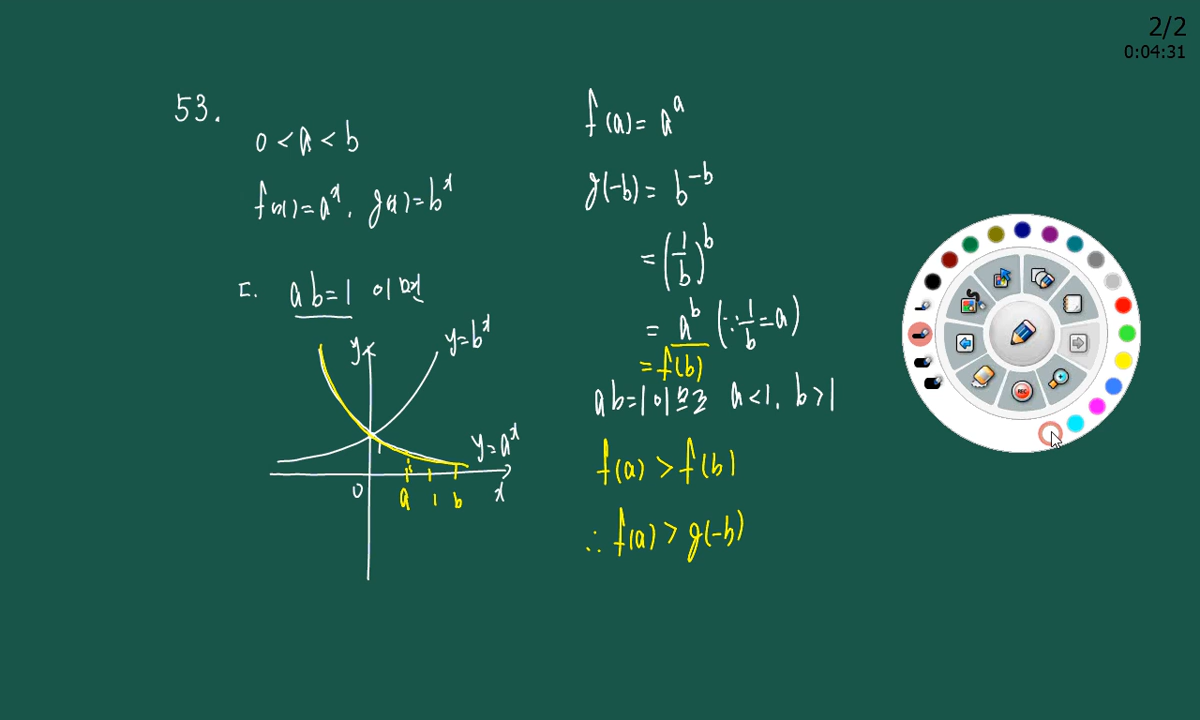 2/2
0:04:31
53.
0 < a < b
f(x)=a^x, g(x)=b^x
ㄷ. ab=1 이면
y
y=b^x
y=a^x
1
0
a 1 b
x
f(a)= a^a
g(-b)= b^-b
=(1/b)^b
= a^b (∵ 1/b = a)
= f(b)
ab=1 이므로 a<1, b>1
f(a) > f(b)
∴ f(a) > g(-b)
REC